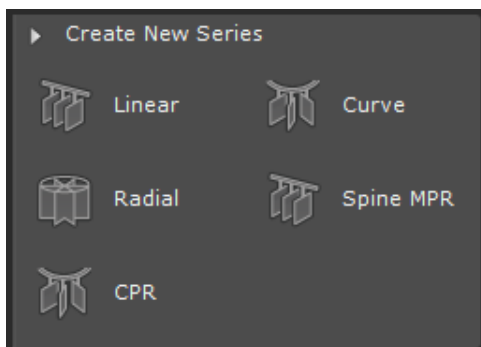 Create New Series
Linear
Curve
Radial
Spine MPR
CPR